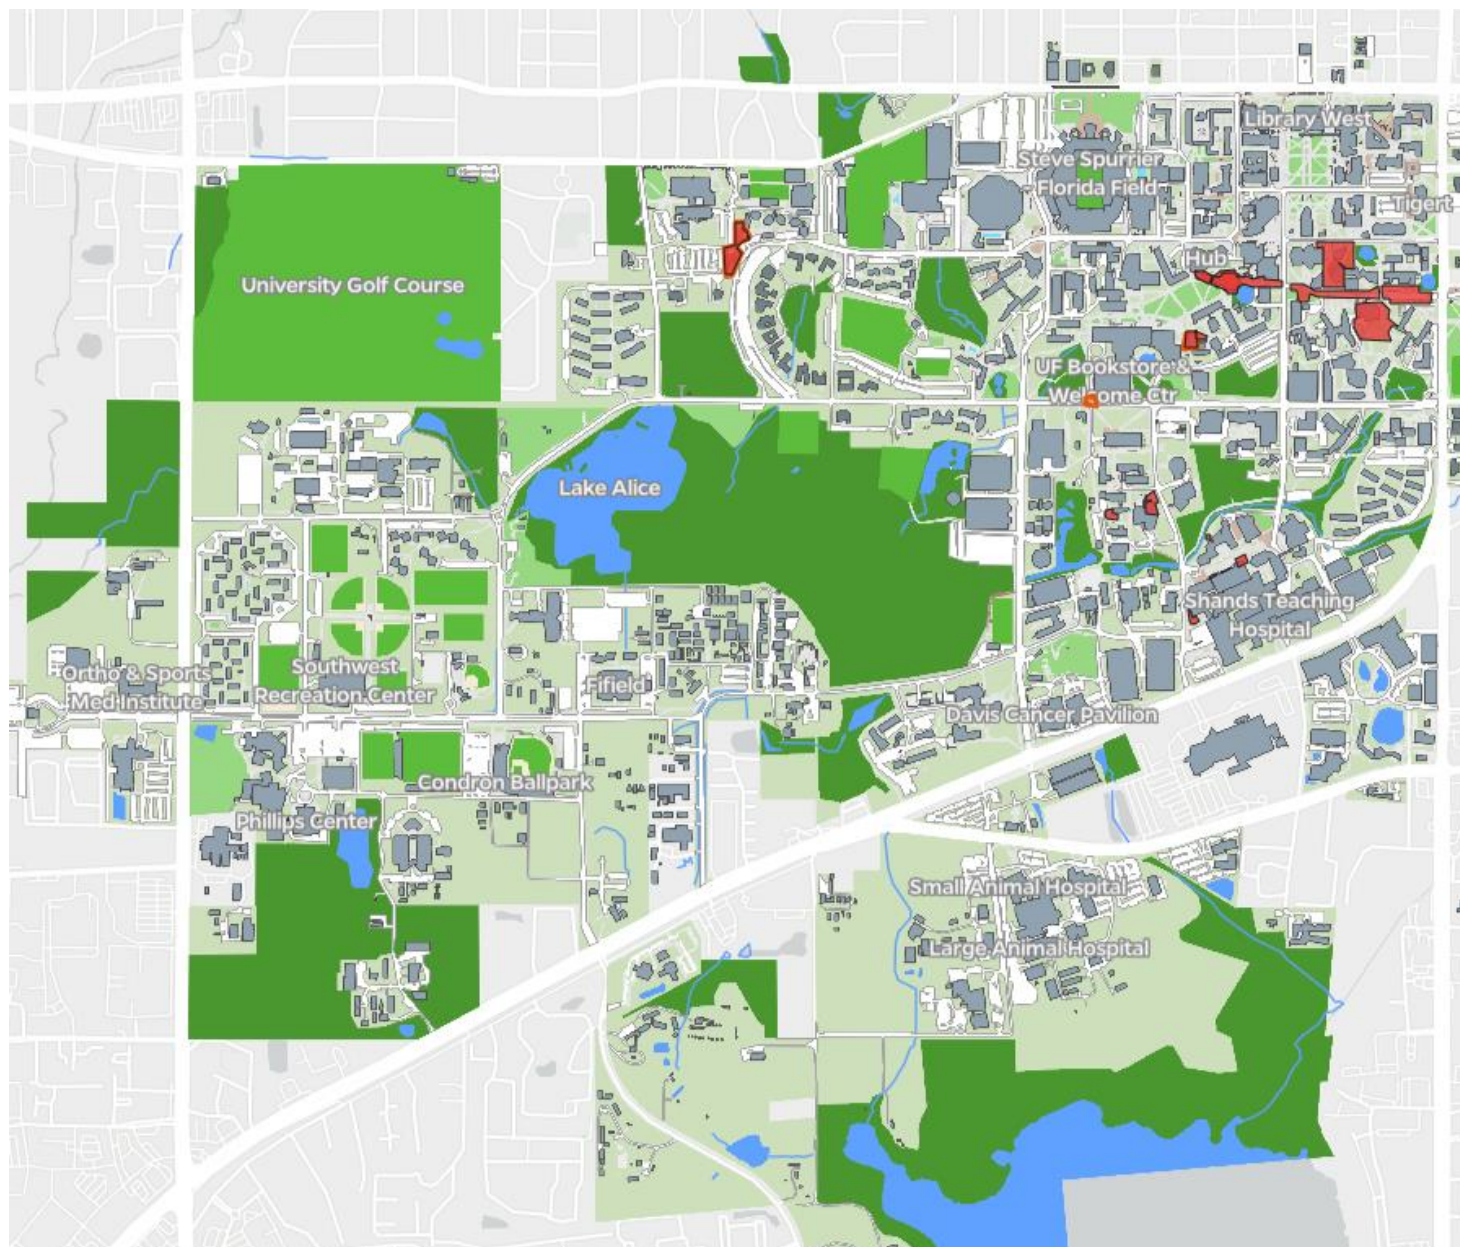 Library West
Steve Spurrier
- Florida Field
Tigert
Hub
University Golf Course
UF Bookstore &
Welcome Ctr
Lake Alice
Shands Teaching
Hospital
Ortho & Sports
Med Institute
Southwest
Recreation Center
Fifield
Davis Cancer Pavilion
Condron Ballpark
Phillips Center
Small Animal Hospital
Large Animal Hospital